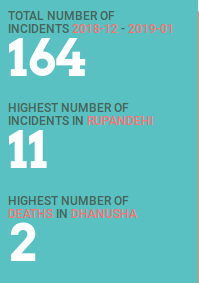 TOTAL NUMBER OF
INCIDENTS 2018-12 - 2019-01
164
HIGHEST NUMBER OF
INCIDENTS IN RUPANDEHI
11
HIGHEST NUMBER OF
DEATHS IN DHANUSHA
2